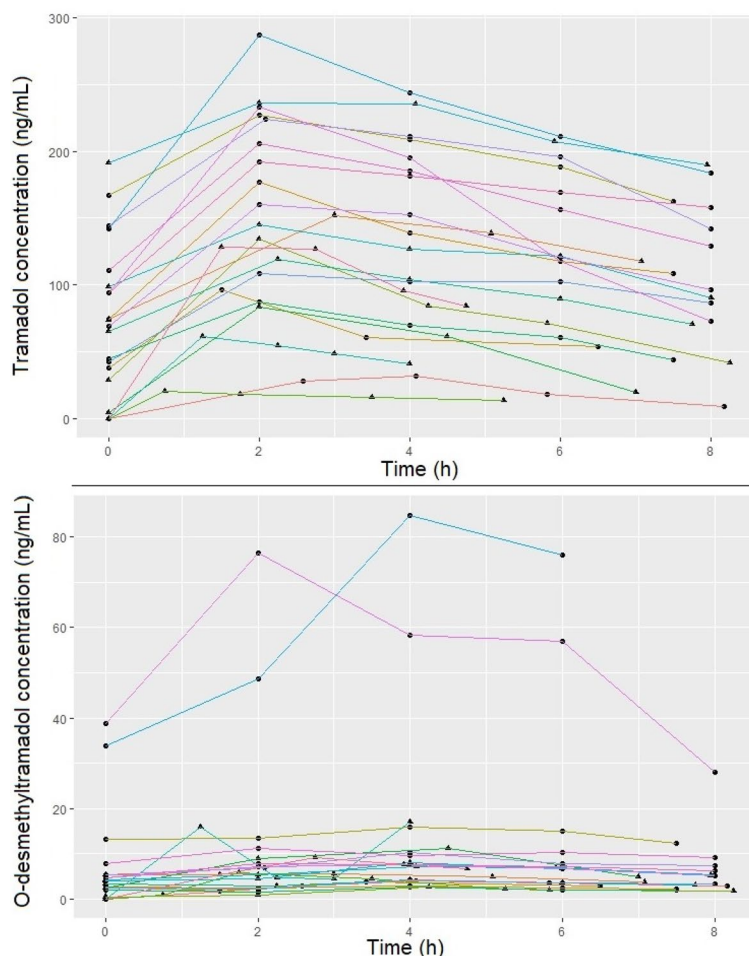 Tramadol concentration (ng/mL)
300
200
100
0
0 2 4 6 8
Time (h)
O-desmethyltramadol concentration (ng/mL)
80
60
40
20
0
0 2 4 6 8
Time (h)